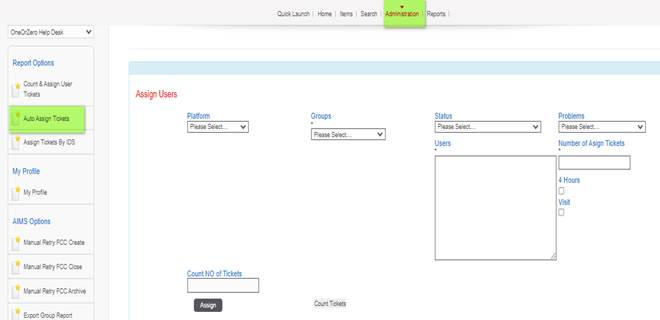 Quick Launch | Home | Items | Search | Administration | Reports |
OneOrZero Help Desk
Report Options
Count & Assign User
Tickets
Auto Assign Tickets
Assign Tickets By IDS
My Profile
My Profile
AIMS Options
Manual Retry FCC Create
Manual Retry FCC Close
Manual Retry FCC Archive
Export Group Report
Assign Users
Platform Groups Status Problems
*
Please Select... Please Select... Please Select... Please Select...
Users Number of Asign Tickets
* *
4 Hours
Visit
Count NO of Tickets
Assign Count Tickets